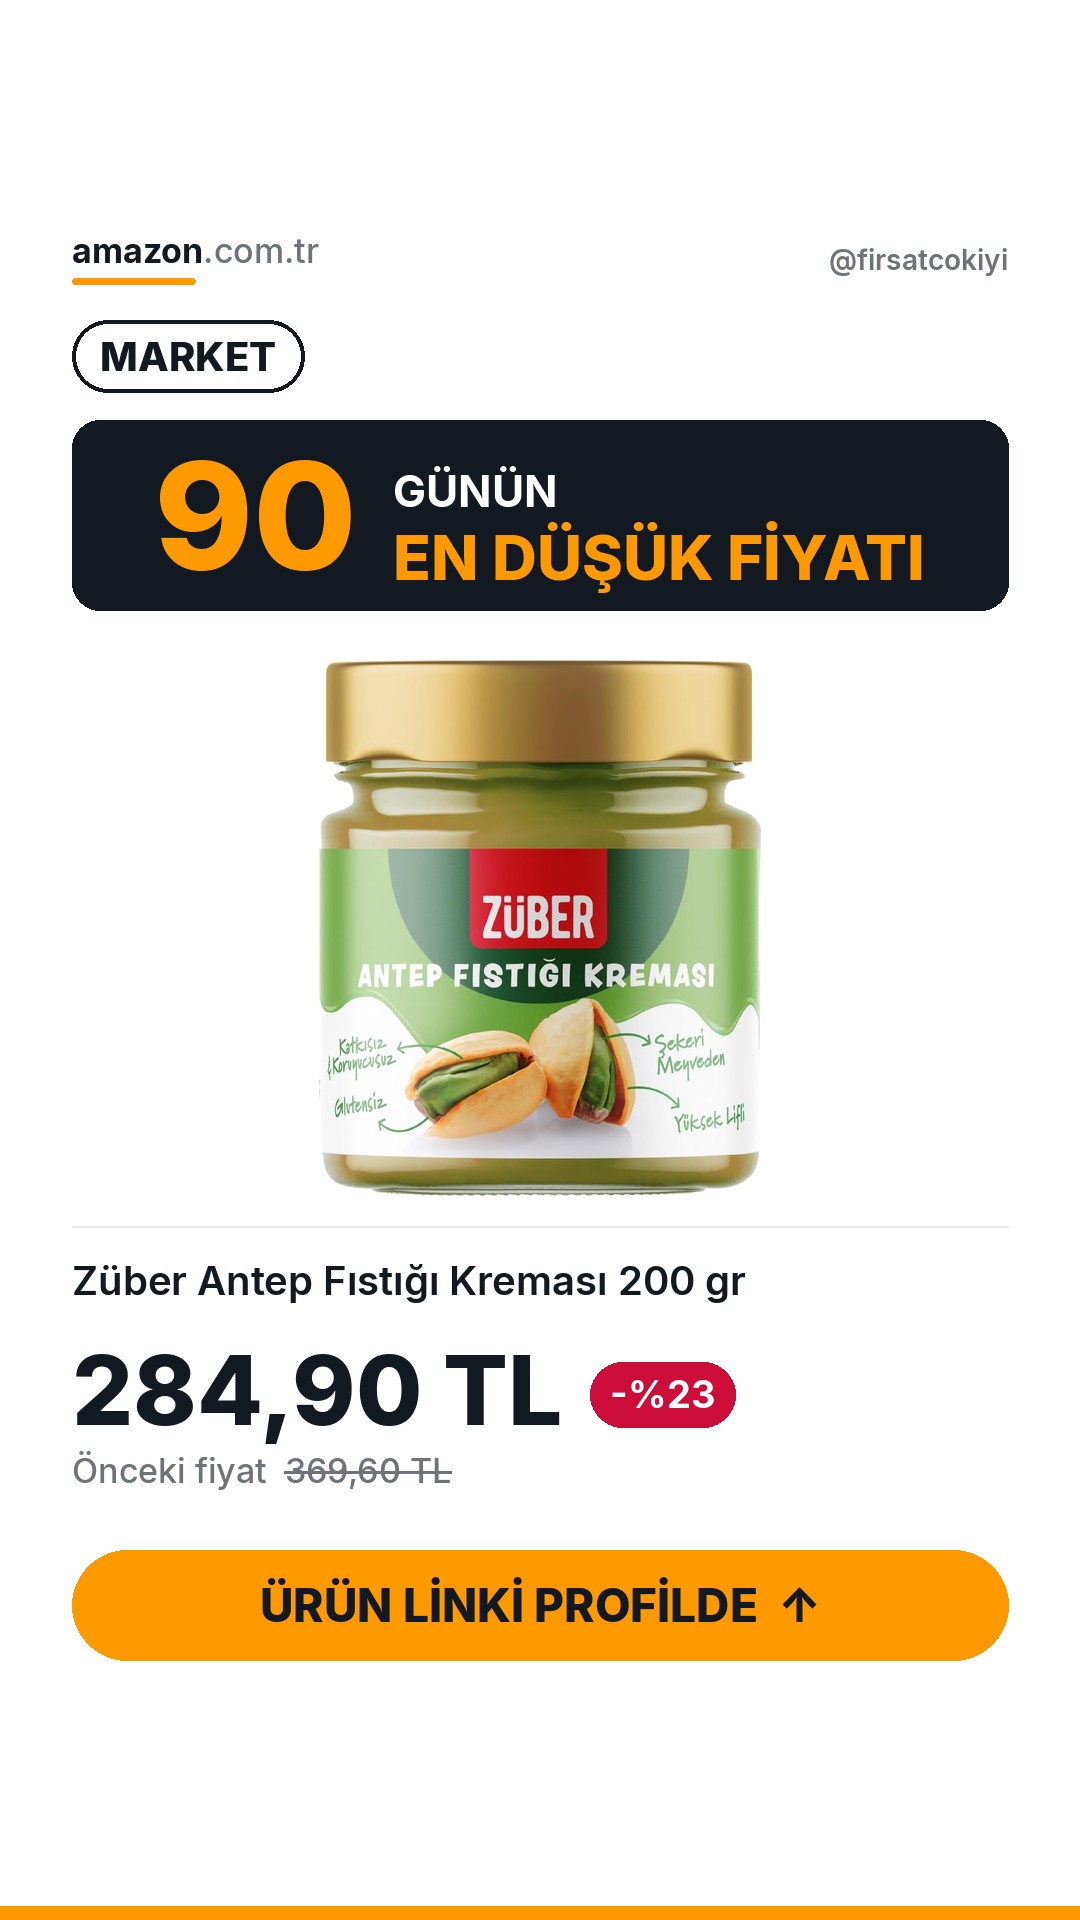 amazon.com.tr
@firsatcokiyi
MARKET
90 GÜNÜN
EN DÜŞÜK FİYATI
ZÜBER
ANTEP FISTIĞI KREMASI
Katkısız
& Koruyucusuz
Glutensiz
Şekeri
Meyveden
Yüksek Lifli
Züber Antep Fıstığı Kreması 200 gr
284,90 TL -%23
Önceki fiyat 369,60 TL
ÜRÜN LİNKİ PROFİLDE ↑